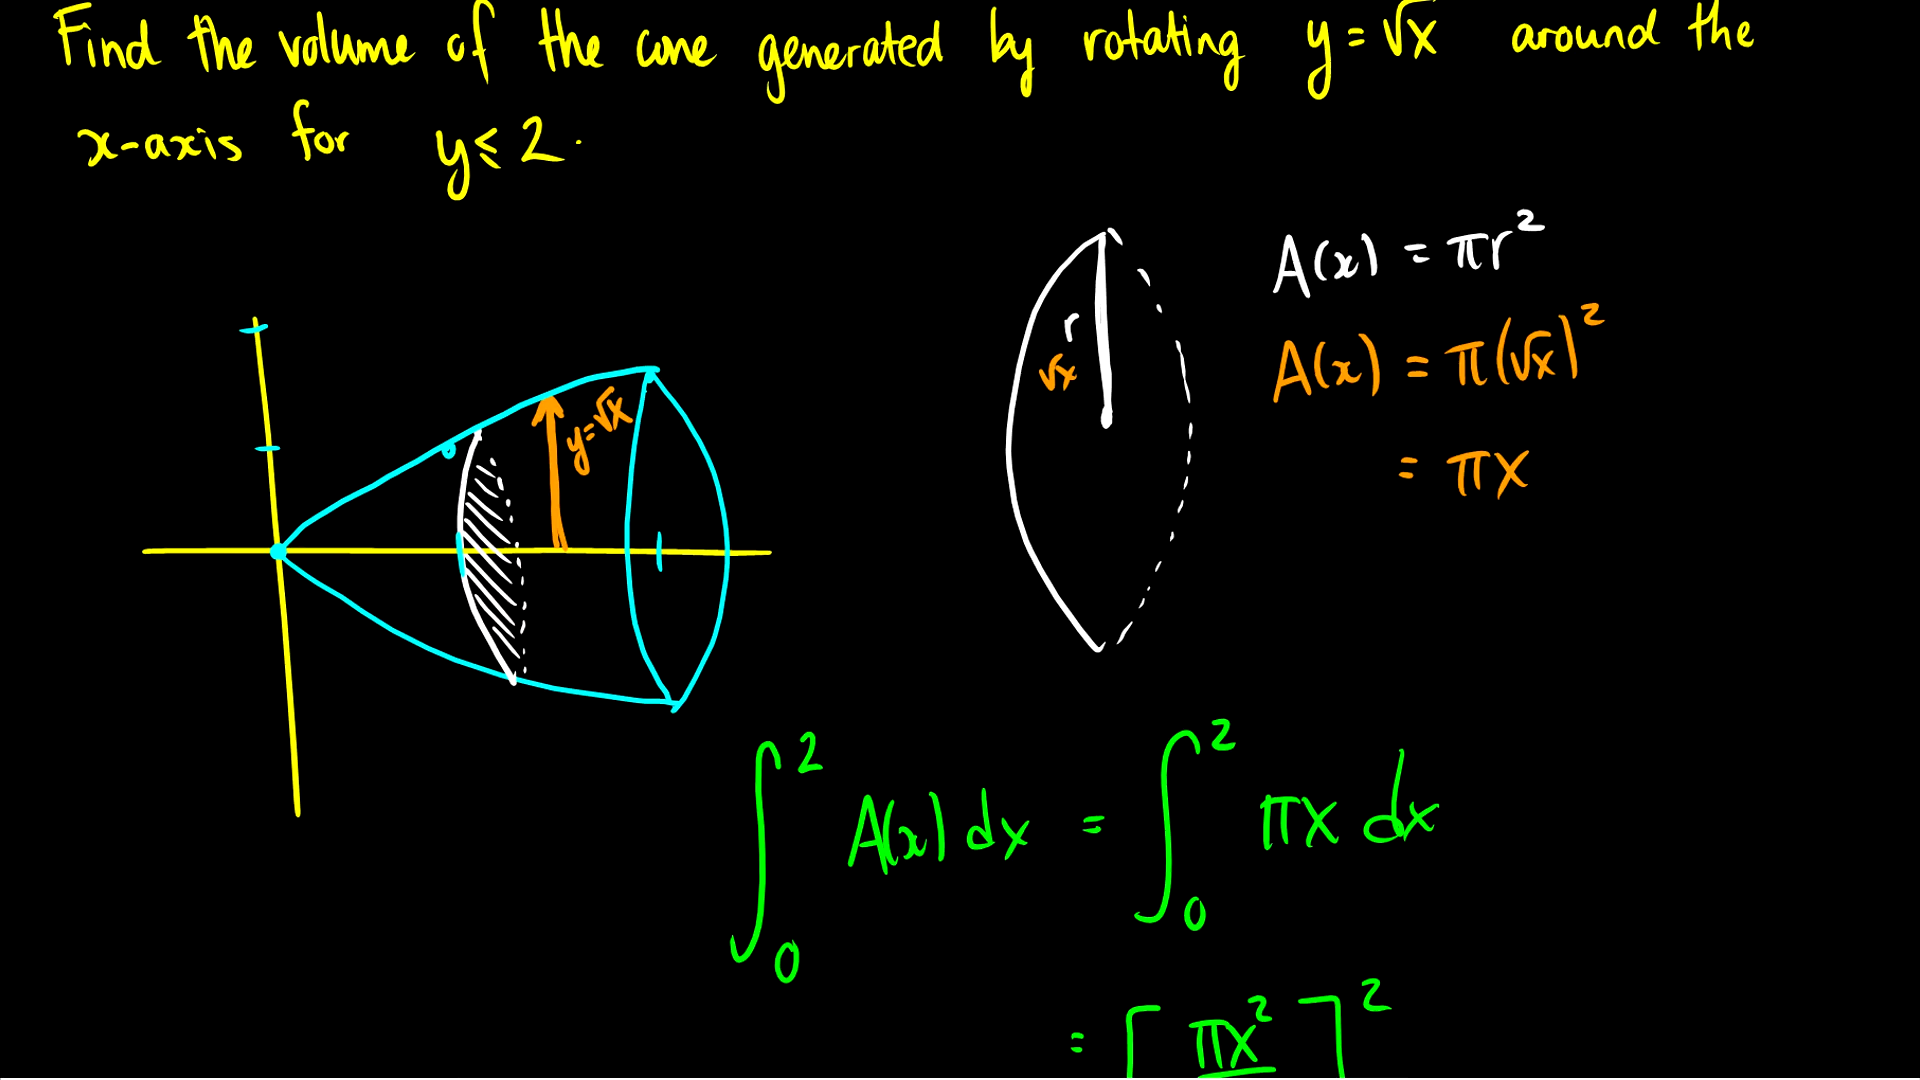 Find the volume of the cone generated by rotating y = √x around the
x-axis for y ≤ 2.
A(x) = πr²
r
√x
A(x) = π(√x)²
y=√x
= πx
∫₀² A(x) dx = ∫₀² πx dx
= [ πx² ]²